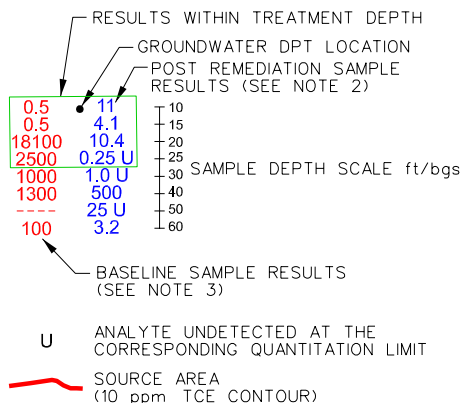 RESULTS WITHIN TREATMENT DEPTH
GROUNDWATER DPT LOCATION
POST REMEDIATION SAMPLE
RESULTS (SEE NOTE 2)
0.5 11 10
0.5 4.1 15
18100 10.4 20
2500 0.25 U 25
SAMPLE DEPTH SCALE ft/bgs
1000 1.0 U 30
1300 500 40
---- 25 U 50
100 3.2 60
BASELINE SAMPLE RESULTS
(SEE NOTE 3)
U ANALYTE UNDETECTED AT THE
CORRESPONDING QUANTITATION LIMIT
SOURCE AREA
(10 ppm TCE CONTOUR)